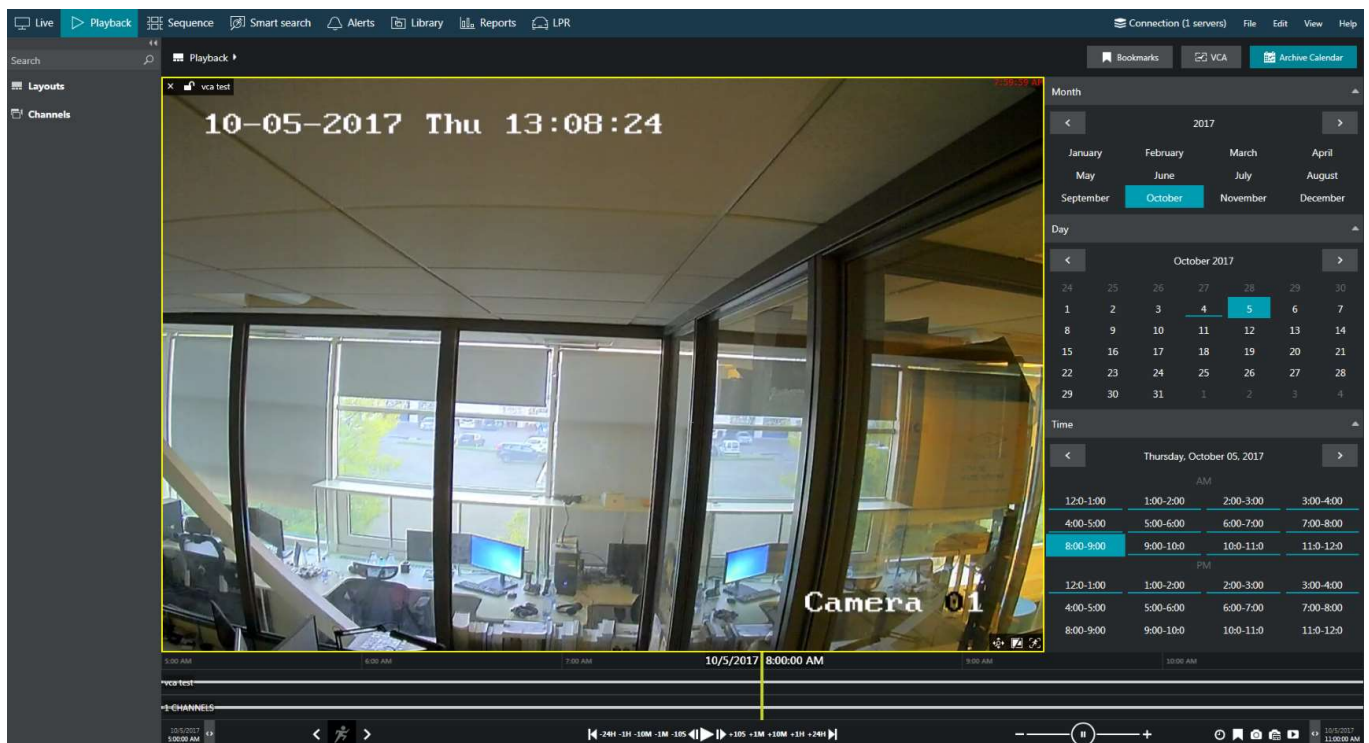 Live Playback Sequence Smart search Alerts Library Reports LPR Connection (1 servers) File Edit View Help
Search
Playback
Bookmarks VCA Archive Calendar
Layouts
Channels
vca test
7:59:59 AM
10-05-2017 Thu 13:08:24
Camera 01
Month
2017
January February March April
May June July August
September October November December
Day
October 2017
24 25 26 27 28 29 30
1 2 3 4 5 6 7
8 9 10 11 12 13 14
15 16 17 18 19 20 21
22 23 24 25 26 27 28
29 30 31 1 2 3 4
Time
Thursday, October 05, 2017
AM
12:0-1:00 1:00-2:00 2:00-3:00 3:00-4:00
4:00-5:00 5:00-6:00 6:00-7:00 7:00-8:00
8:00-9:00 9:00-10:0 10:0-11:0 11:0-12:0
PM
12:0-1:00 1:00-2:00 2:00-3:00 3:00-4:00
4:00-5:00 5:00-6:00 6:00-7:00 7:00-8:00
8:00-9:00 9:00-10:0 10:0-11:0 11:0-12:0
5:00 AM 6:00 AM 7:00 AM 10/5/2017 8:00:00 AM 9:00 AM 10:00 AM
vca test
1 CHANNELS
10/5/2017
5:00:00 AM
-24H -1H -10M -1M -10S +10S +1M +10M +1H +24H
10/5/2017
11:00:00 AM